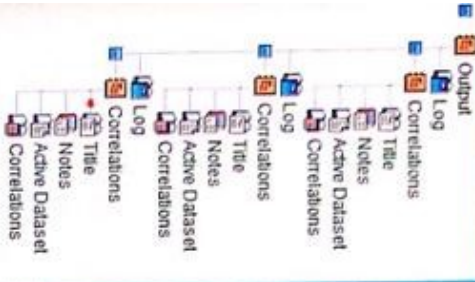 Output
Log
Correlations
Title
Notes
Active Dataset
Correlations
Log
Correlations
Title
Notes
Active Dataset
Correlations
Log
Correlations
Title
Notes
Active Dataset
Correlations